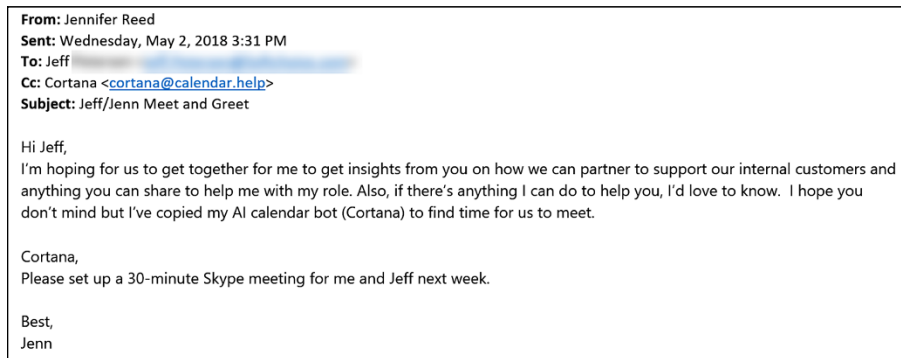 From: Jennifer Reed
Sent: Wednesday, May 2, 2018 3:31 PM
To: Jeff
Cc: Cortana <cortana@calendar.help>
Subject: Jeff/Jenn Meet and Greet
Hi Jeff,
I'm hoping for us to get together for me to get insights from you on how we can partner to support our internal customers and
anything you can share to help me with my role. Also, if there's anything I can do to help you, I'd love to know.  I hope you
don't mind but I've copied my AI calendar bot (Cortana) to find time for us to meet.
Cortana,
Please set up a 30-minute Skype meeting for me and Jeff next week.
Best,
Jenn